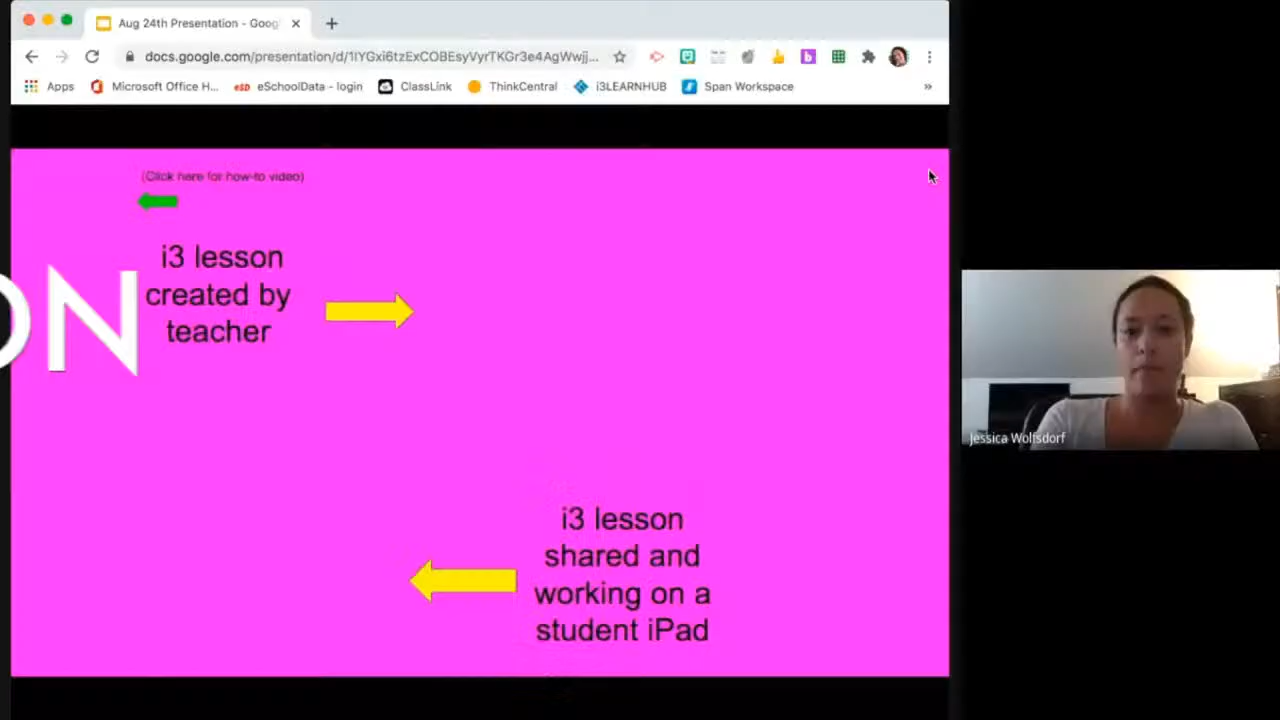 Aug 24th Presentation - Goog
docs.google.com/presentation/d/1IYGxi6tzExCOBEsyVyrTKGr3e4AgWwjj...
Apps
Microsoft Office H...
esD eSchoolData - login
ClassLink
ThinkCentral
i3LEARNHUB
Span Workspace
»
(Click here for how-to video)
i3 lesson
created by
teacher
ON
i3 lesson
shared and
working on a
student iPad
Jessica Wolfsdorf